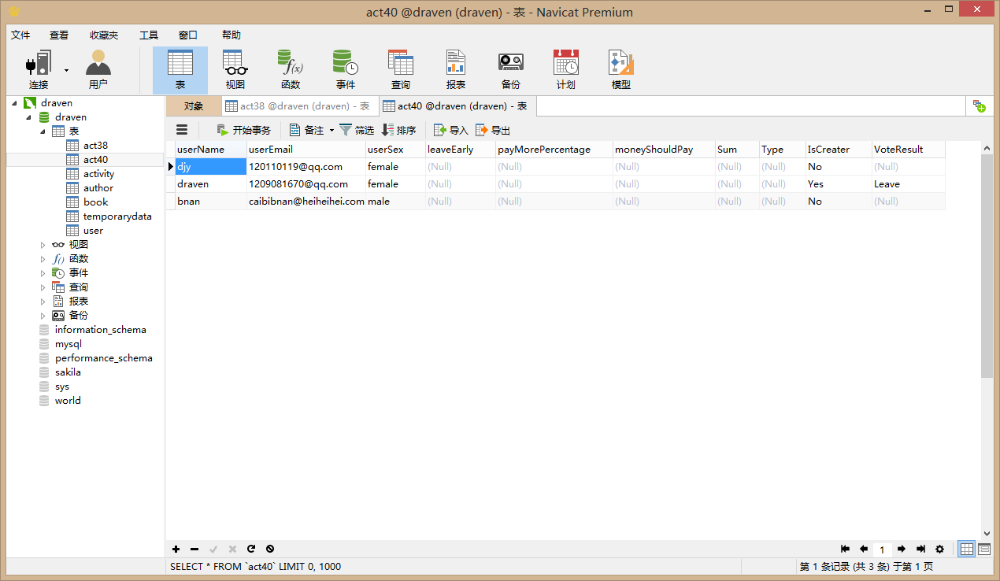 act40 @draven (draven) - 表 - Navicat Premium
文件 查看 收藏夹 工具 窗口 帮助
连接 用户 表 视图 函数 事件 查询 报表 备份 计划 模型
draven
draven
表
act38
act40
activity
author
book
temporarydata
user
视图
函数
事件
查询
报表
备份
information_schema
mysql
performance_schema
sakila
sys
world
对象 act38 @draven (draven) - 表 act40 @draven (draven) - 表
开始事务 备注 筛选 排序 导入 导出
userName userEmail userSex leaveEarly payMorePercentage moneyShouldPay Sum Type IsCreater VoteResult
djy 120110119@qq.com female (Null) (Null) (Null) (Null) (Null) No (Null)
draven 1209081670@qq.com female (Null) (Null) (Null) (Null) (Null) Yes Leave
bnan caibibnan@heiheihei.com male (Null) (Null) (Null) (Null) (Null) No (Null)
1
SELECT * FROM `act40` LIMIT 0, 1000 第 1 条记录 (共 3 条) 于第 1 页